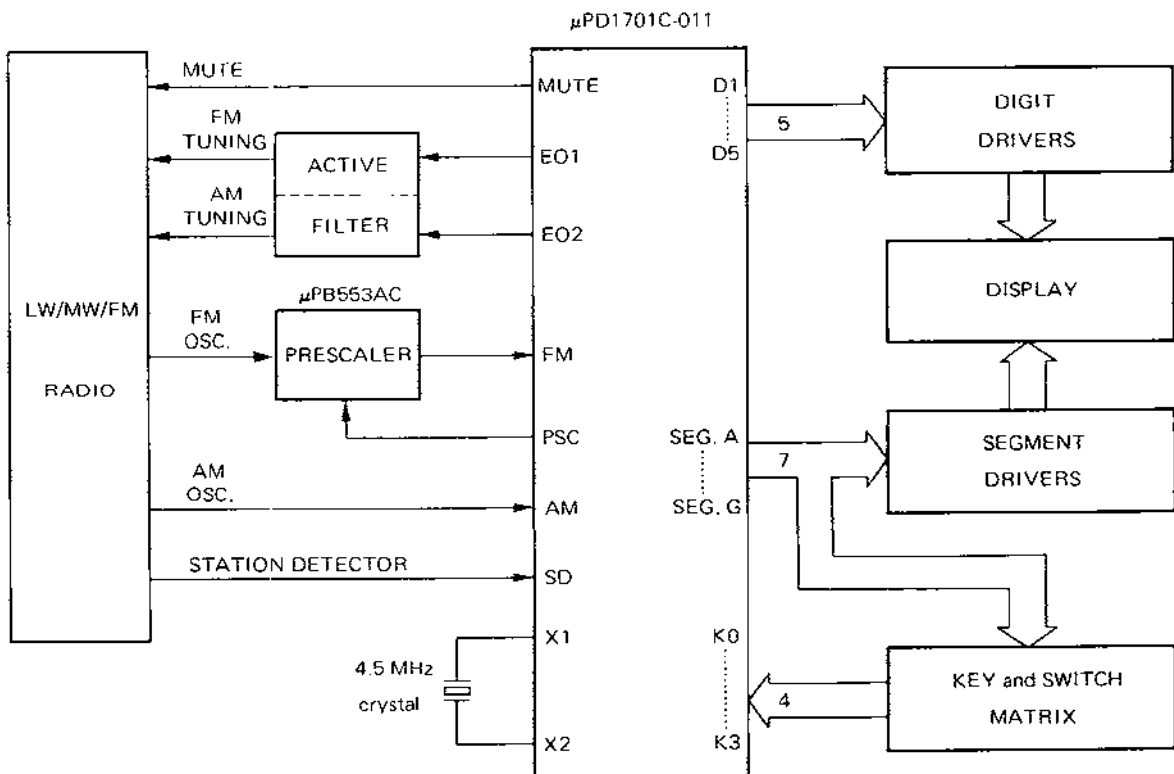 μPD1701C-011
MUTE
FM
TUNING
AM
TUNING
ACTIVE
FILTER
μPB553AC
PRESCALER
LW/MW/FM
RADIO
FM
OSC.
AM
OSC.
STATION DETECTOR
4.5 MHz
crystal
MUTE
EO1
EO2
FM
PSC
AM
SD
X1
X2
D1
D5
5
SEG. A
SEG. G
7
K0
K3
4
DIGIT
DRIVERS
DISPLAY
SEGMENT
DRIVERS
KEY and SWITCH
MATRIX